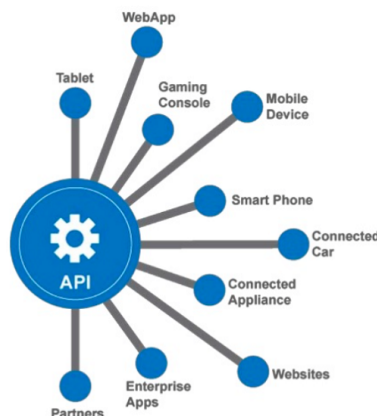 WebApp
Tablet
Gaming
Console
Mobile
Device
Smart Phone
Connected
Car
API
Connected
Appliance
Websites
Enterprise
Apps
Partners